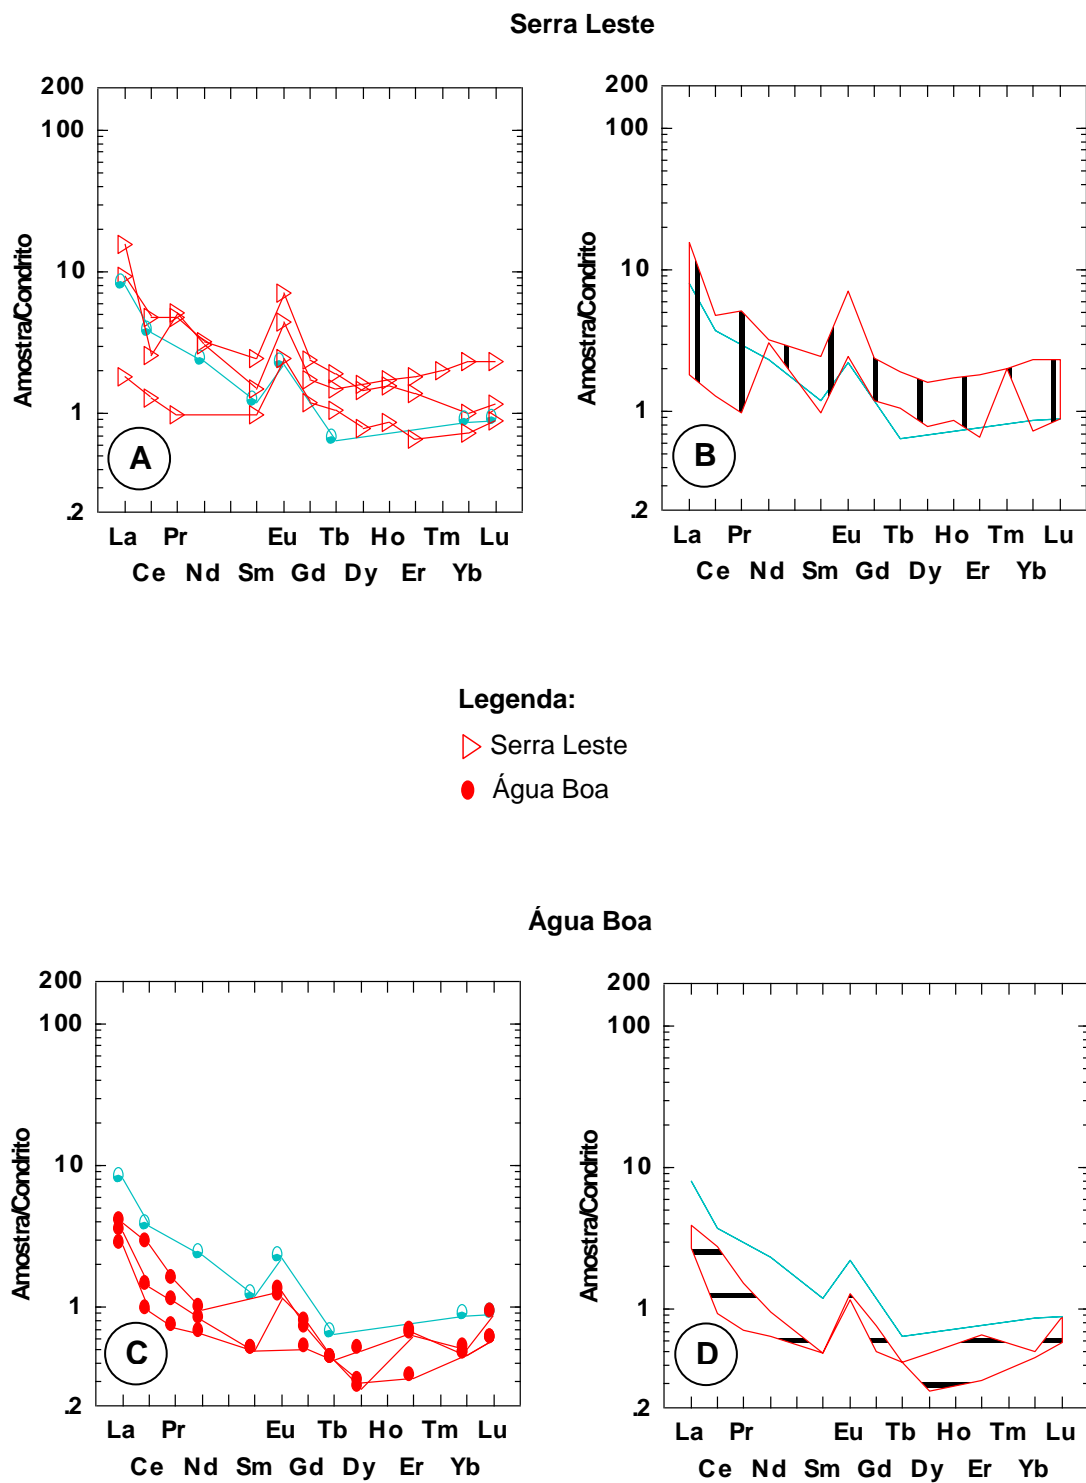 Serra Leste
200
100
10
1
.2
Amostra/Condrito
A
La Pr Eu Tb Ho Tm Lu
Ce Nd Sm Gd Dy Er Yb
200
100
10
1
.2
Amostra/Condrito
B
La Pr Eu Tb Ho Tm Lu
Ce Nd Sm Gd Dy Er Yb
Legenda:
Serra Leste
Água Boa
Água Boa
200
100
10
1
.2
Amostra/Condrito
C
La Pr Eu Tb Ho Tm Lu
Ce Nd Sm Gd Dy Er Yb
200
100
10
1
.2
Amostra/Condrito
D
La Pr Eu Tb Ho Tm Lu
Ce Nd Sm Gd Dy Er Yb